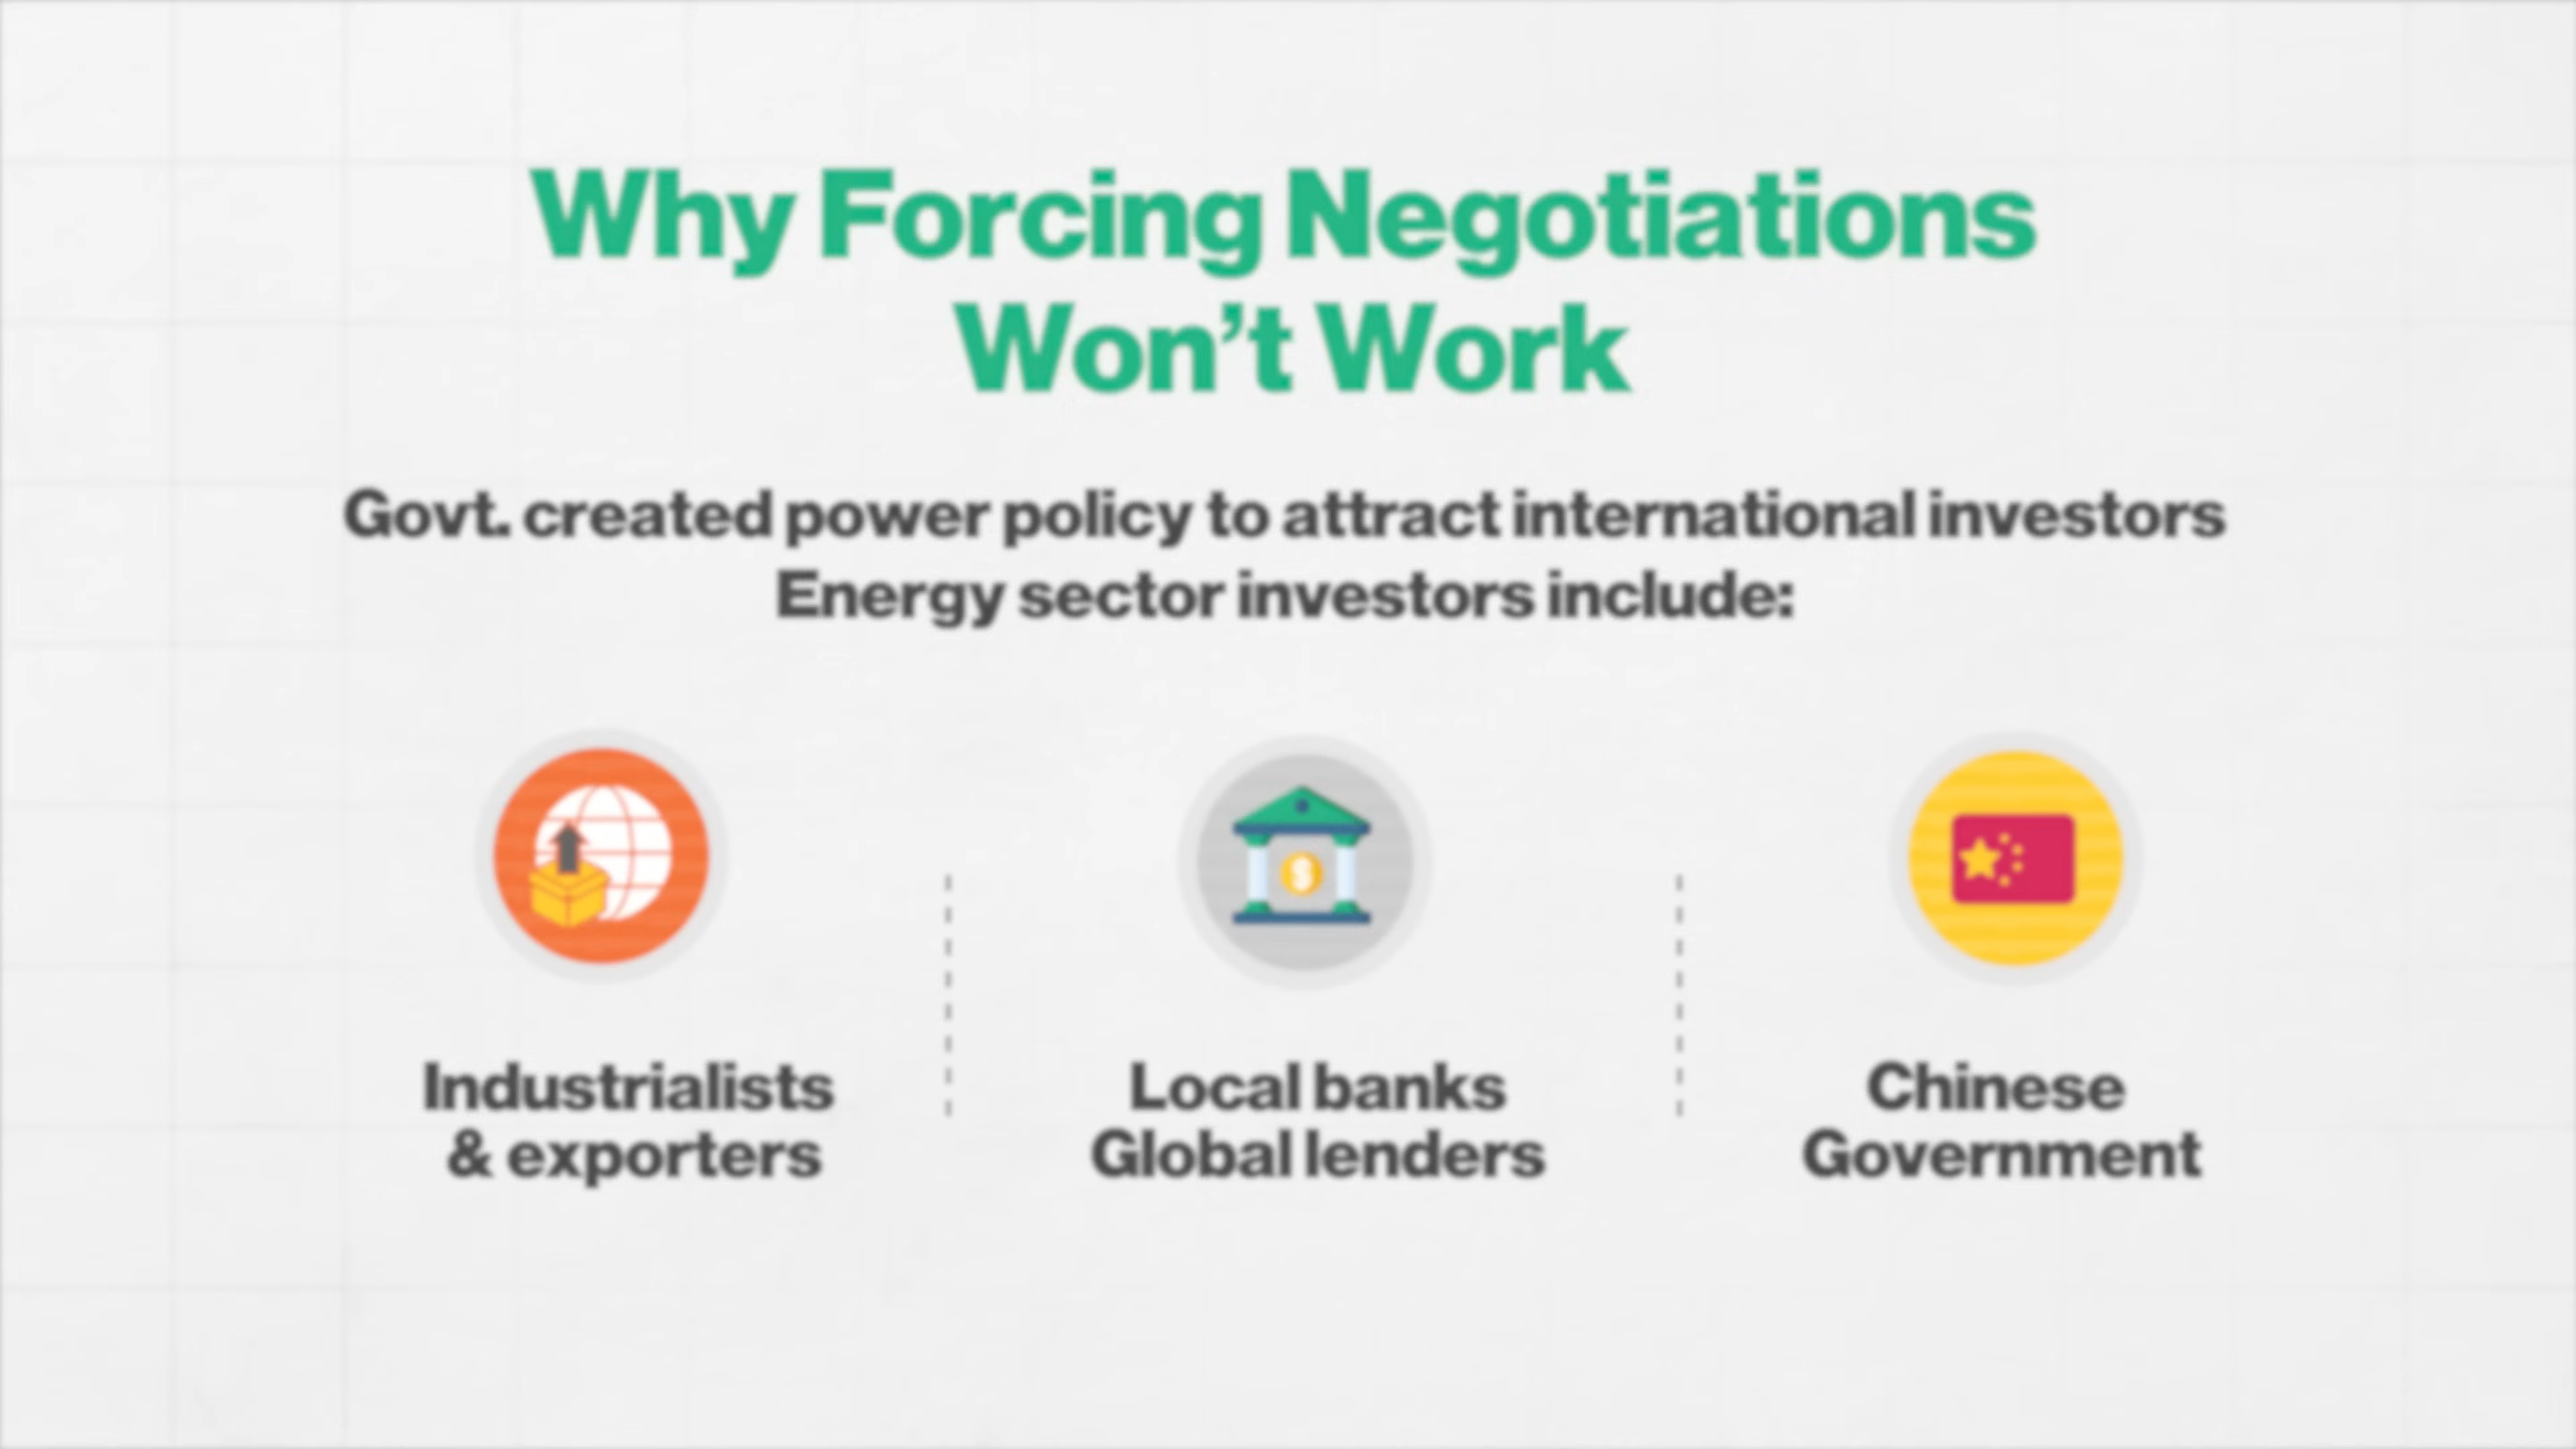 Why Forcing Negotiations
Won’t Work
Govt. created power policy to attract international investors
Energy sector investors include:
Industrialists
& exporters
Local banks
Global lenders
Chinese
Government